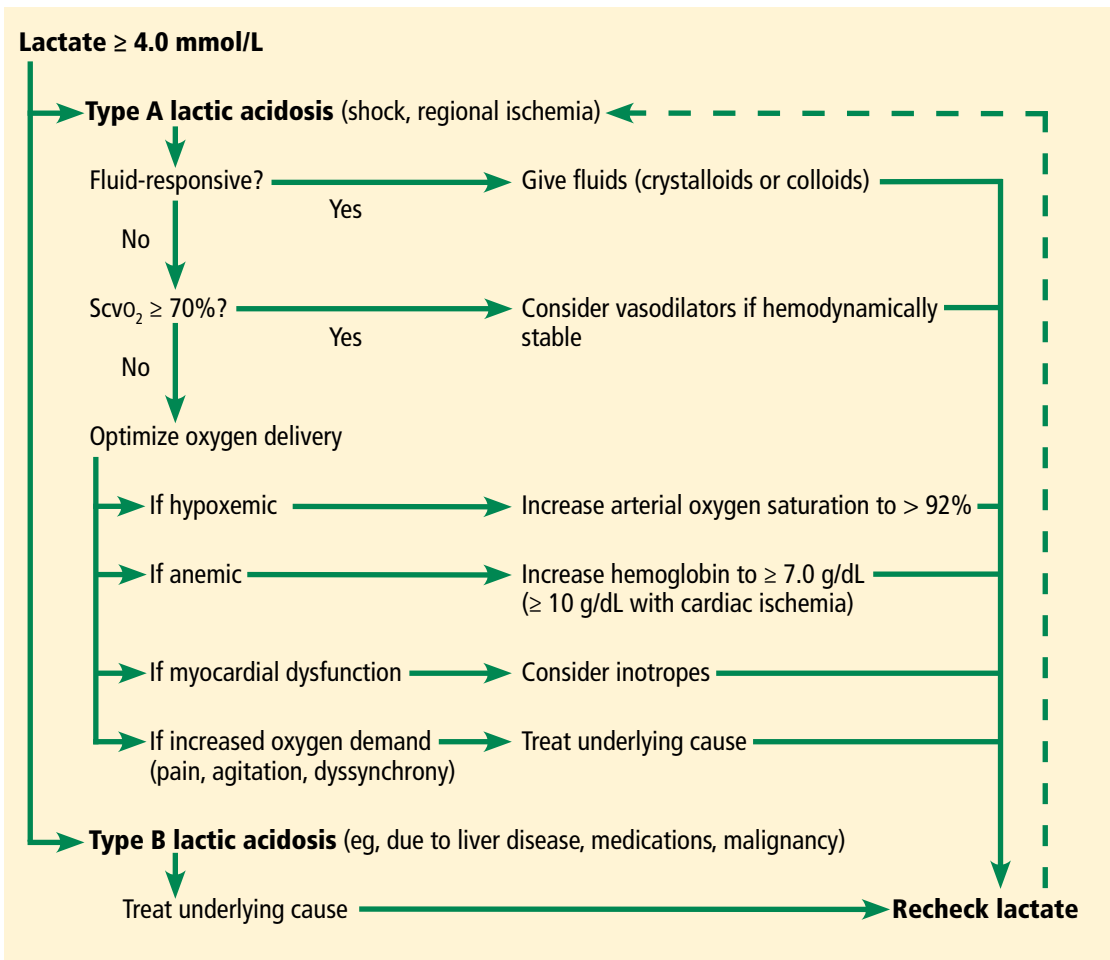 Lactate ≥ 4.0 mmol/L
Type A lactic acidosis (shock, regional ischemia)
Fluid-responsive?
Yes
Give fluids (crystalloids or colloids)
No
Scvo₂ ≥ 70%?
Yes
Consider vasodilators if hemodynamically
stable
No
Optimize oxygen delivery
If hypoxemic
Increase arterial oxygen saturation to > 92%
If anemic
Increase hemoglobin to ≥ 7.0 g/dL
(≥ 10 g/dL with cardiac ischemia)
If myocardial dysfunction
Consider inotropes
If increased oxygen demand
(pain, agitation, dyssynchrony)
Treat underlying cause
Type B lactic acidosis (eg, due to liver disease, medications, malignancy)
Treat underlying cause
Recheck lactate